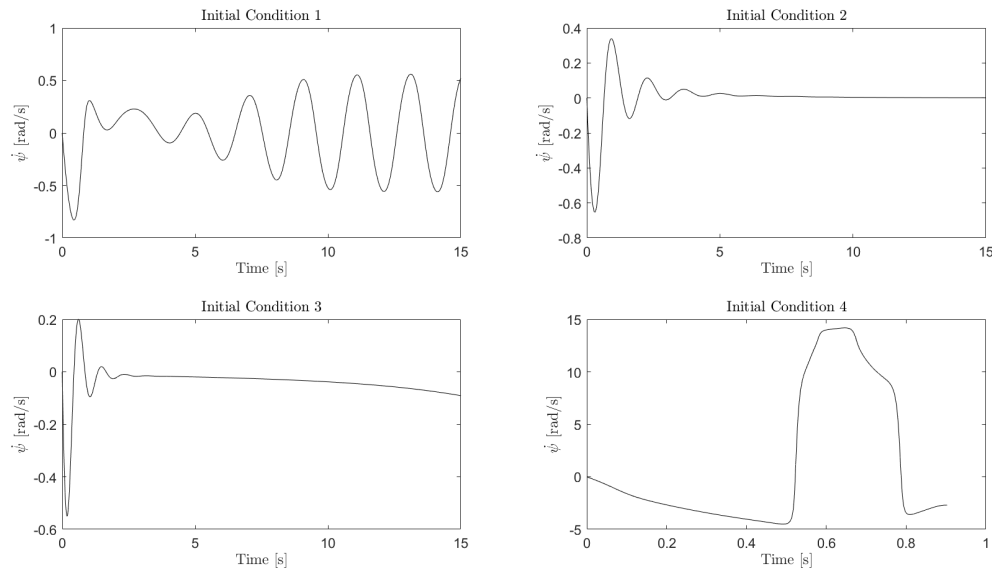 Initial Condition 1
1
0.5
0
-0.5
-1
ψ̇ [rad/s]
0 5 10 15
Time [s]
Initial Condition 2
0.4
0.2
0
-0.2
-0.4
-0.6
-0.8
ψ̇ [rad/s]
0 5 10 15
Time [s]
Initial Condition 3
0.2
0
-0.2
-0.4
-0.6
ψ̇ [rad/s]
0 5 10 15
Time [s]
Initial Condition 4
15
10
5
0
-5
ψ̇ [rad/s]
0 0.2 0.4 0.6 0.8 1
Time [s]